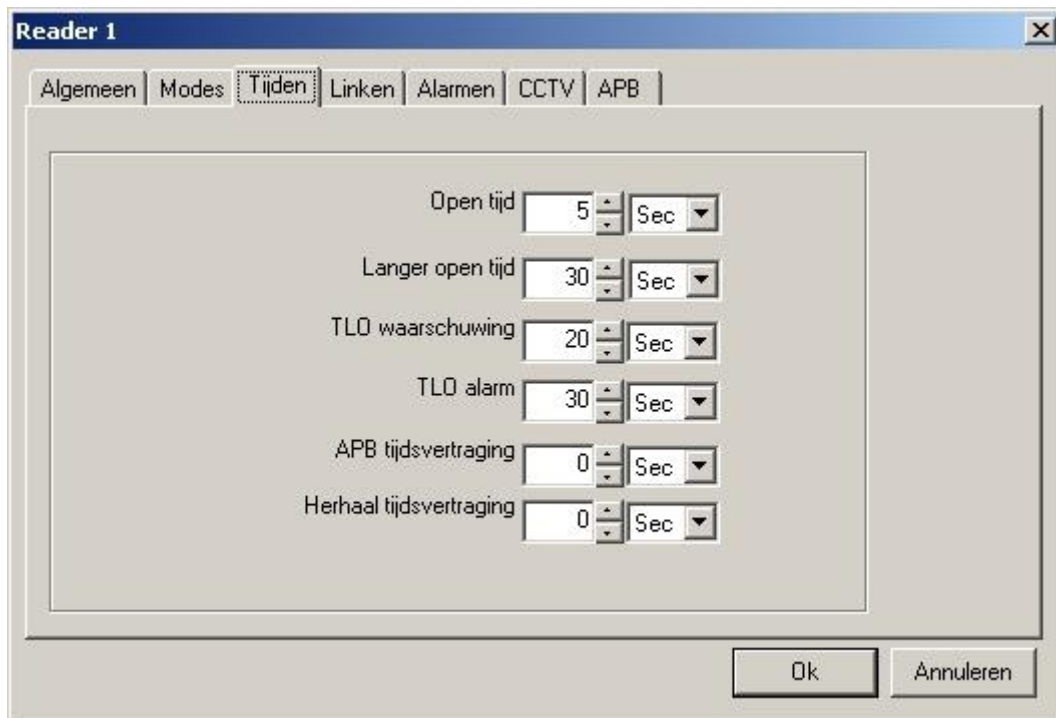 Reader 1
Algemeen Modes Tijden Linken Alarmen CCTV APB
Open tijd 5 Sec
Langer open tijd 30 Sec
TLO waarschuwing 20 Sec
TLO alarm 30 Sec
APB tijdsvertraging 0 Sec
Herhaal tijdsvertraging 0 Sec
Ok Annuleren